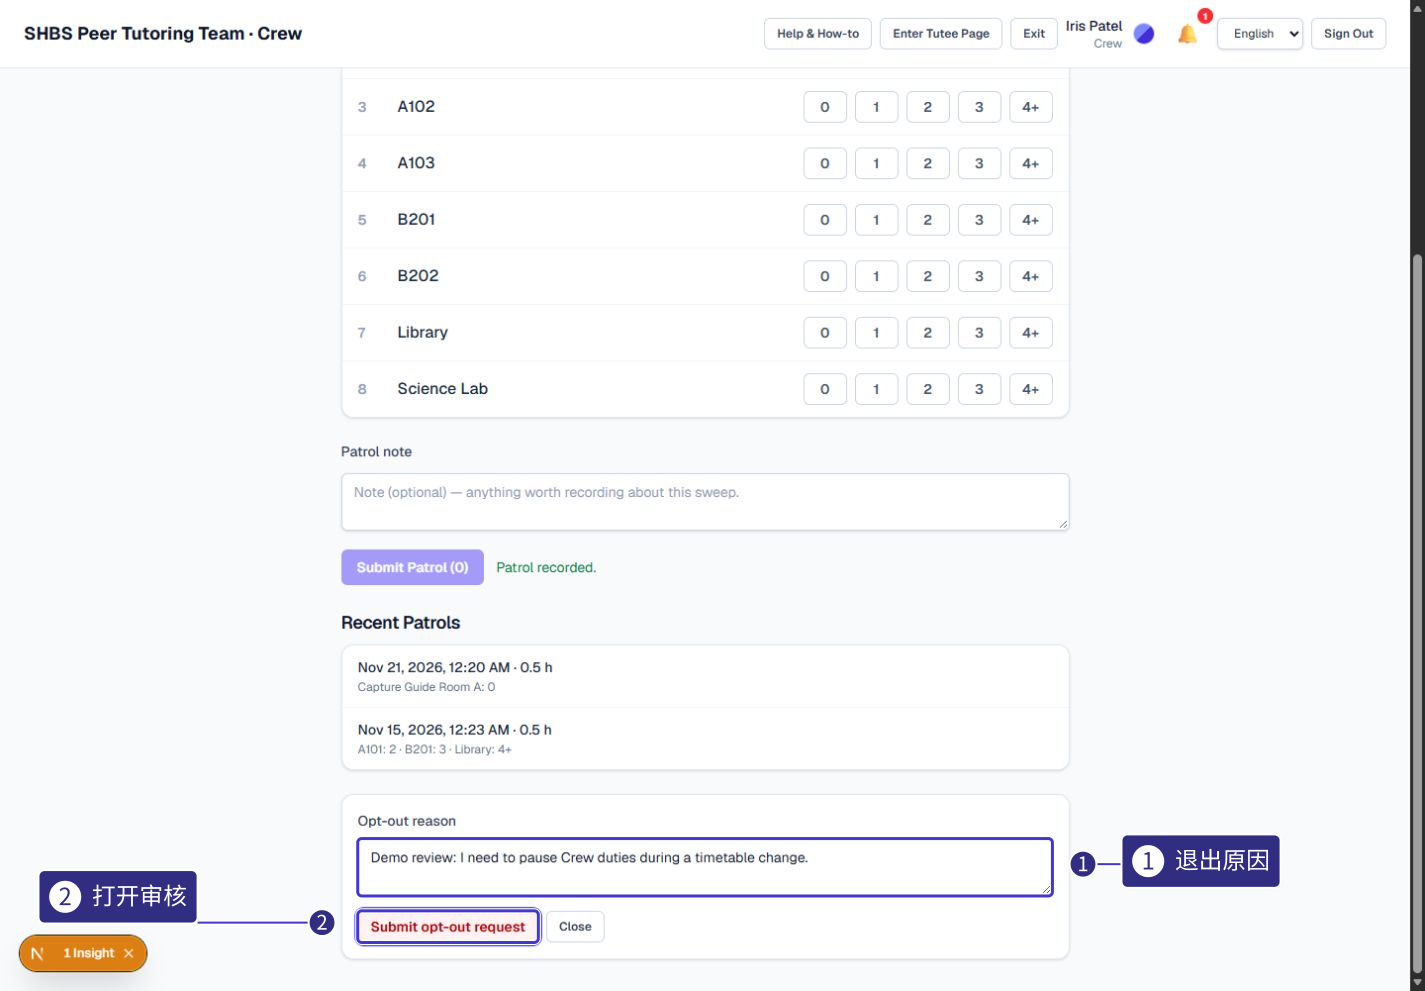 SHBS Peer Tutoring Team · Crew
Help & How-to
Enter Tutee Page
Exit
Iris Patel
Crew
1
English
Sign Out
3 A102 0 1 2 3 4+
4 A103 0 1 2 3 4+
5 B201 0 1 2 3 4+
6 B202 0 1 2 3 4+
7 Library 0 1 2 3 4+
8 Science Lab 0 1 2 3 4+
Patrol note
Note (optional) — anything worth recording about this sweep.
Submit Patrol (0) Patrol recorded.
Recent Patrols
Nov 21, 2026, 12:20 AM · 0.5 h
Capture Guide Room A: 0
Nov 15, 2026, 12:23 AM · 0.5 h
A101: 2 · B201: 3 · Library: 4+
Opt-out reason
Demo review: I need to pause Crew duties during a timetable change.
1
1 退出原因
2 打开审核
2
Submit opt-out request Close
N 1 Insight ×